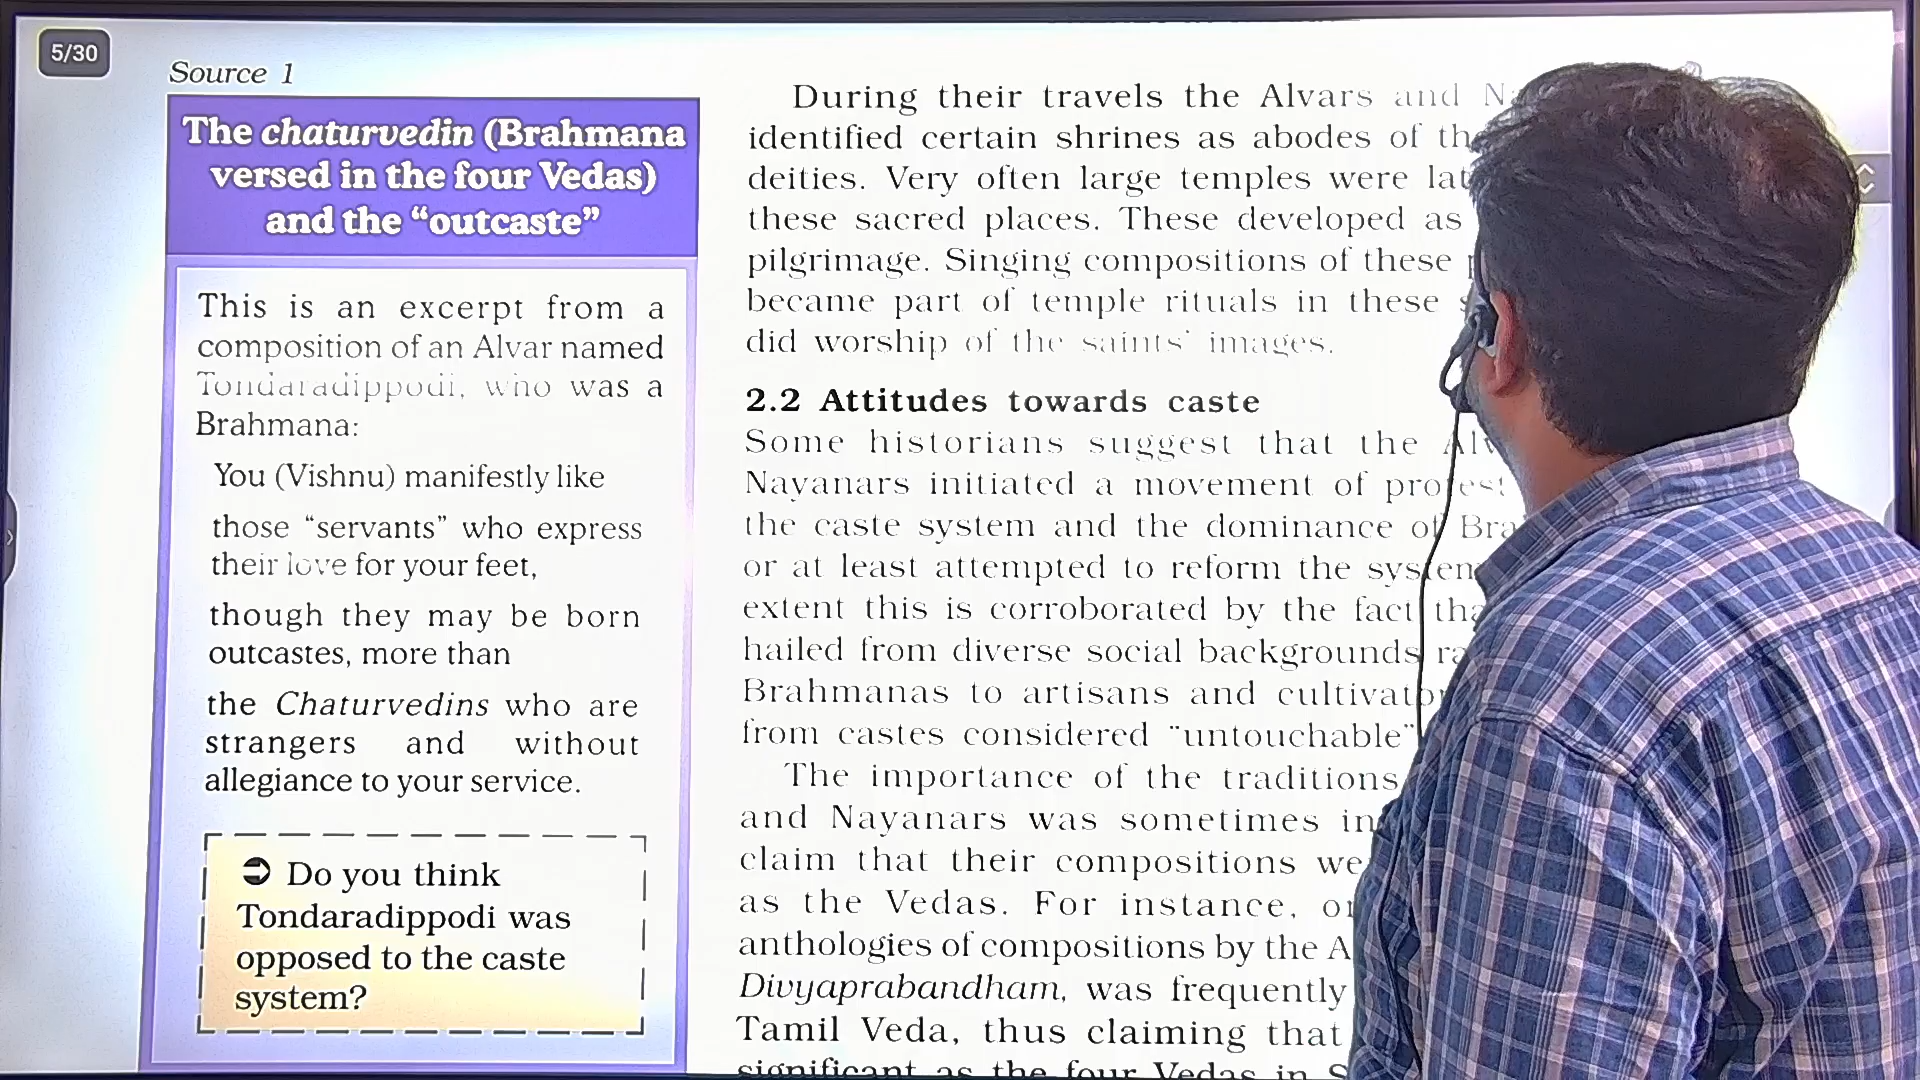 5/30
Source 1
The chaturvedin (Brahmana
versed in the four Vedas)
and the “outcaste”
This is an excerpt from a
composition of an Alvar named
Tondaradippodi, who was a
Brahmana:
You (Vishnu) manifestly like
those “servants” who express
their love for your feet,
though they may be born
outcastes, more than
the Chaturvedins who are
strangers and without
allegiance to your service.
➲ Do you think
Tondaradippodi was
opposed to the caste
system?
During their travels the Alvars and
identified certain shrines as abodes of
deities. Very often large temples were
these sacred places. These developed as
pilgrimage. Singing compositions of these
became part of temple rituals in these
did worship of the saints’ images.
2.2 Attitudes towards caste
Some historians suggest that the
Nayanars initiated a movement of protest
the caste system and the dominance of
or at least attempted to reform the
extent this is corroborated by the fact
hailed from diverse social backgrounds
Brahmanas to artisans and
from castes considered “untouchable”
The importance of the traditions
and Nayanars was sometimes
claim that their compositions
as the Vedas. For instance,
anthologies of compositions by the
Divyaprabandham, was frequently
Tamil Veda, thus claiming that
significant as the four Vedas in